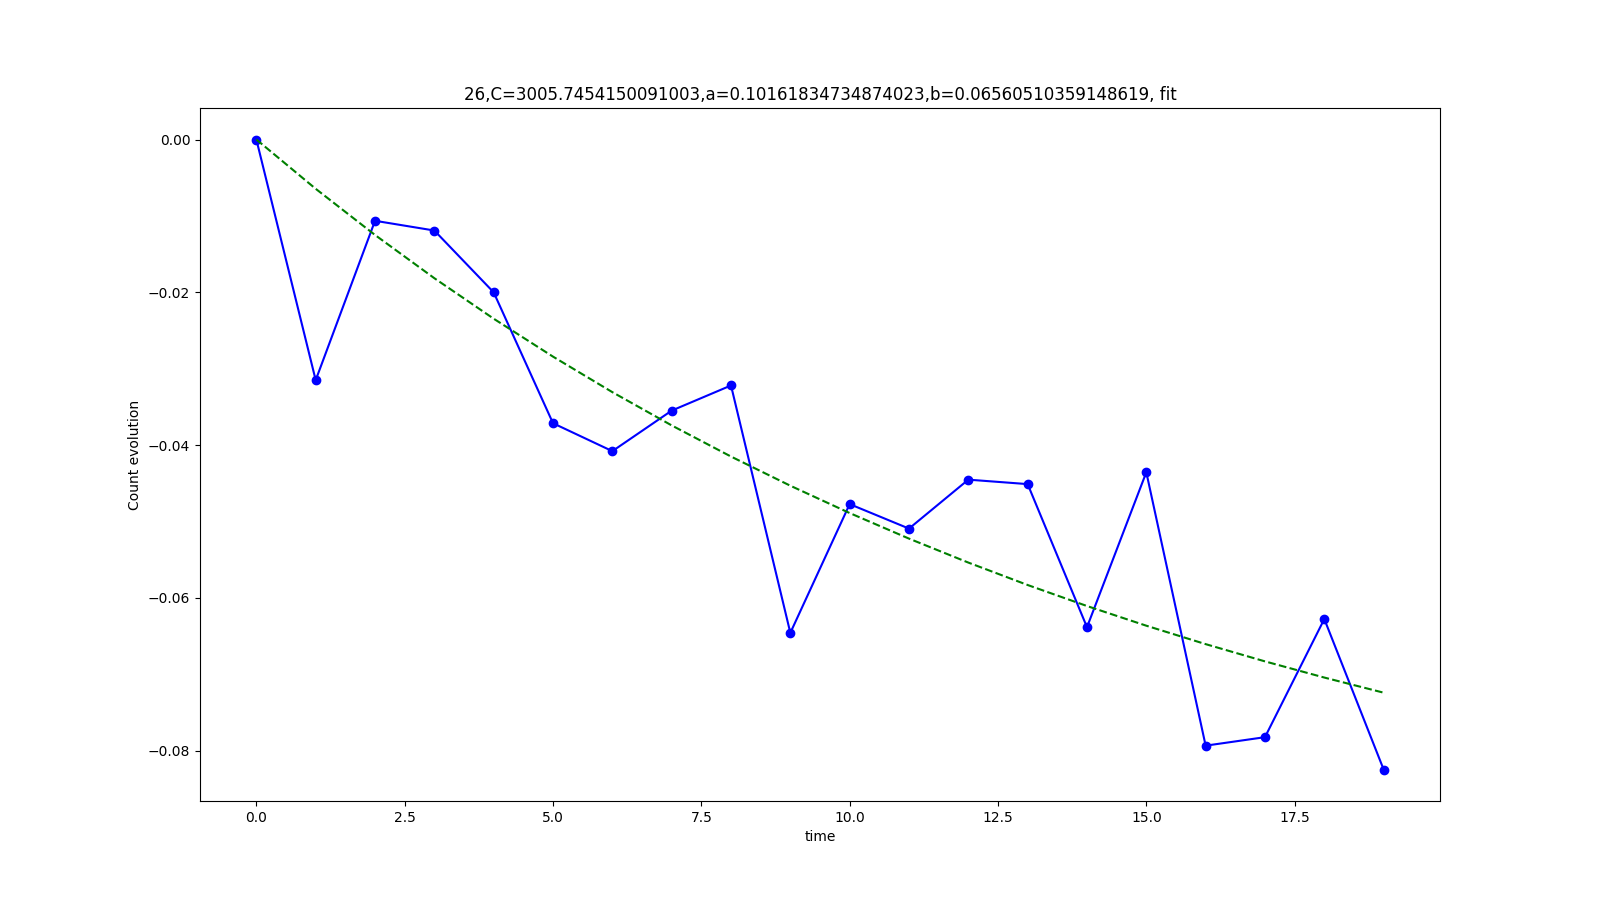 26,C=3005.7454150091003,a=0.10161834734874023,b=0.06560510359148619, fit
0.00
−0.02
−0.04
−0.06
−0.08
Count evolution
0.0 2.5 5.0 7.5 10.0 12.5 15.0 17.5
time